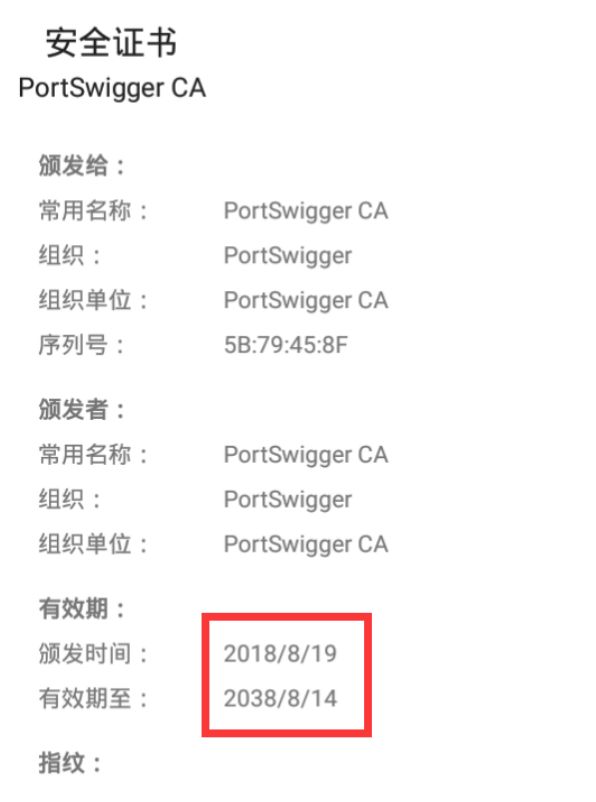 安全证书
PortSwigger CA
颁发给：
常用名称： PortSwigger CA
组织： PortSwigger
组织单位： PortSwigger CA
序列号： 5B:79:45:8F
颁发者：
常用名称： PortSwigger CA
组织： PortSwigger
组织单位： PortSwigger CA
有效期：
颁发时间： 2018/8/19
有效期至： 2038/8/14
指纹：